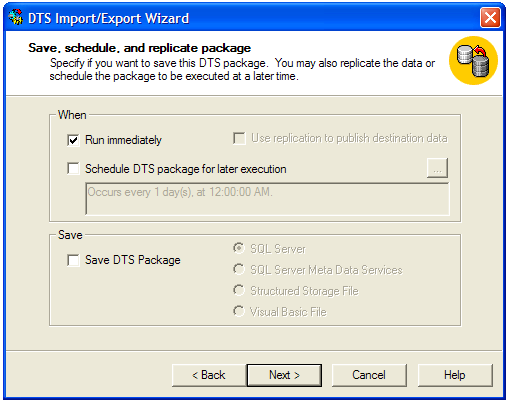 DTS Import/Export Wizard
Save, schedule, and replicate package
Specify if you want to save this DTS package. You may also replicate the data or
schedule the package to be executed at a later time.
When
Run immediately
Use replication to publish destination data
Schedule DTS package for later execution
...
Occurs every 1 day(s), at 12:00:00 AM.
Save
Save DTS Package
SQL Server
SQL Server Meta Data Services
Structured Storage File
Visual Basic File
< Back
Next >
Cancel
Help